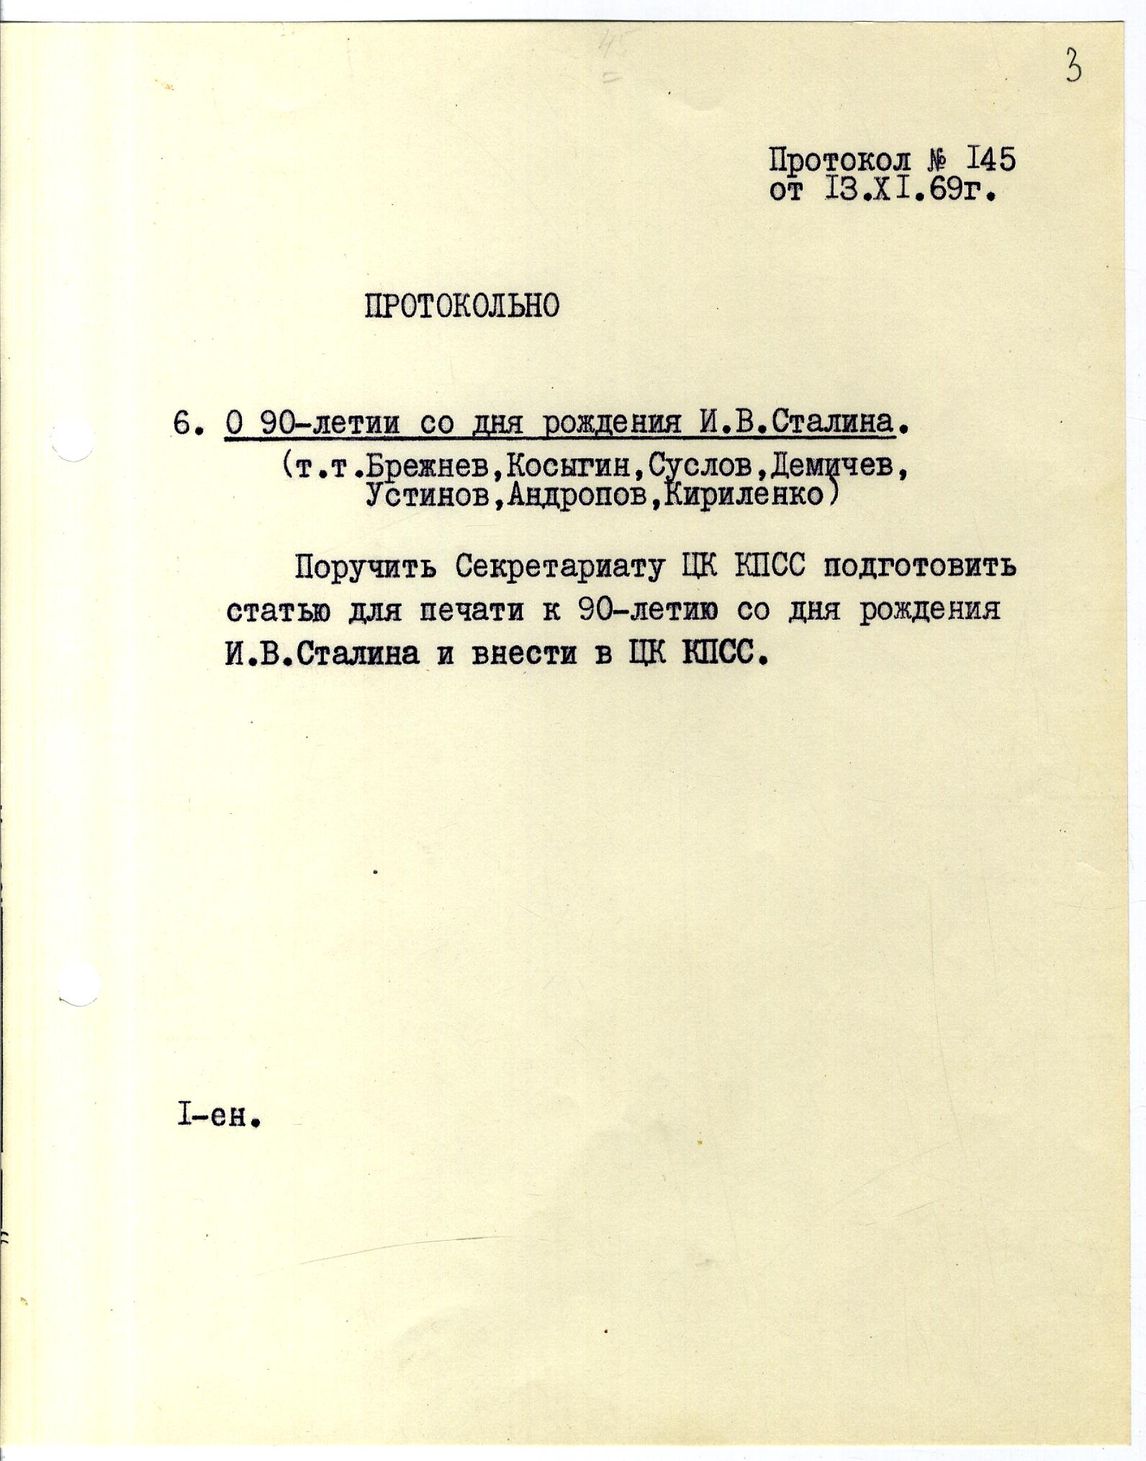 3
Протокол № I45
от I3.XI.69г.
ПРОТОКОЛЬНО
6. О 90-летии со дня рождения И.В.Сталина.
(т.т.Брежнев,Косыгин,Суслов,Демичев,
Устинов,Андропов,Кириленко)
Поручить Секретариату ЦК КПСС подготовить
статью для печати к 90-летию со дня рождения
И.В.Сталина и внести в ЦК КПСС.
I-ен.